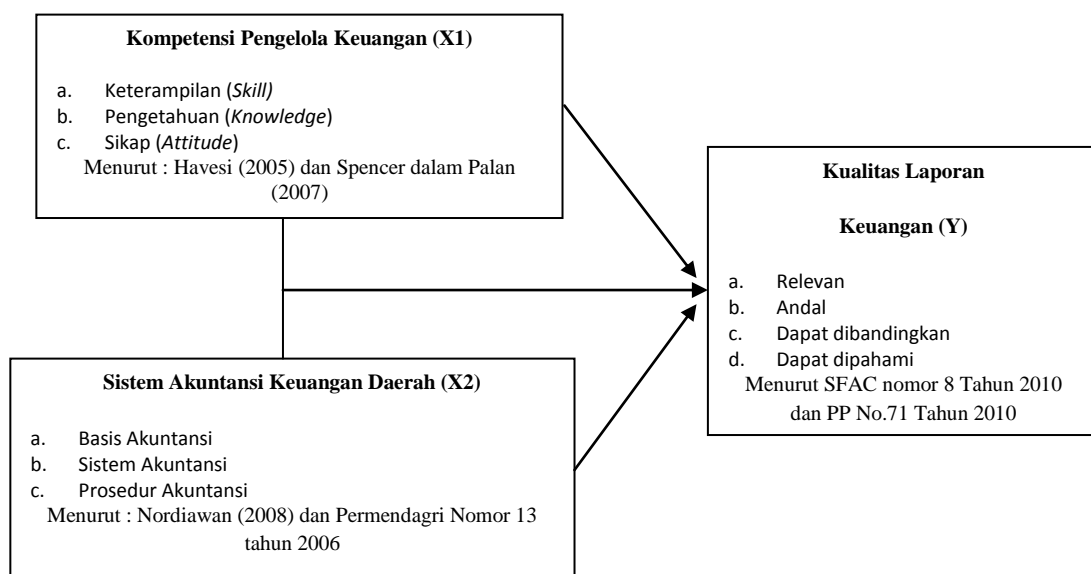 Kompetensi Pengelola Keuangan (X1)
a. Keterampilan (Skill)
b. Pengetahuan (Knowledge)
c. Sikap (Attitude)
Menurut : Havesi (2005) dan Spencer dalam Palan
(2007)
Kualitas Laporan
Keuangan (Y)
a. Relevan
b. Andal
c. Dapat dibandingkan
d. Dapat dipahami
Menurut SFAC nomor 8 Tahun 2010
dan PP No.71 Tahun 2010
Sistem Akuntansi Keuangan Daerah (X2)
a. Basis Akuntansi
b. Sistem Akuntansi
c. Prosedur Akuntansi
Menurut : Nordiawan (2008) dan Permendagri Nomor 13
tahun 2006